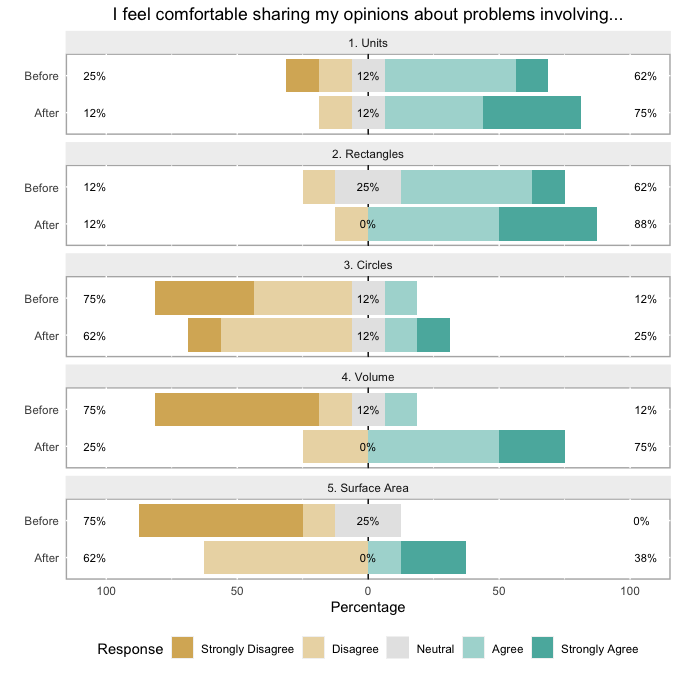 I feel comfortable sharing my opinions about problems involving...
1. Units
Before 25% 12% 62%
After 12% 12% 75%
2. Rectangles
Before 12% 25% 62%
After 12% 0% 88%
3. Circles
Before 75% 12% 12%
After 62% 12% 25%
4. Volume
Before 75% 12% 12%
After 25% 0% 75%
5. Surface Area
Before 75% 25% 0%
After 62% 0% 38%
100 50 0 50 100
Percentage
Response Strongly Disagree Disagree Neutral Agree Strongly Agree